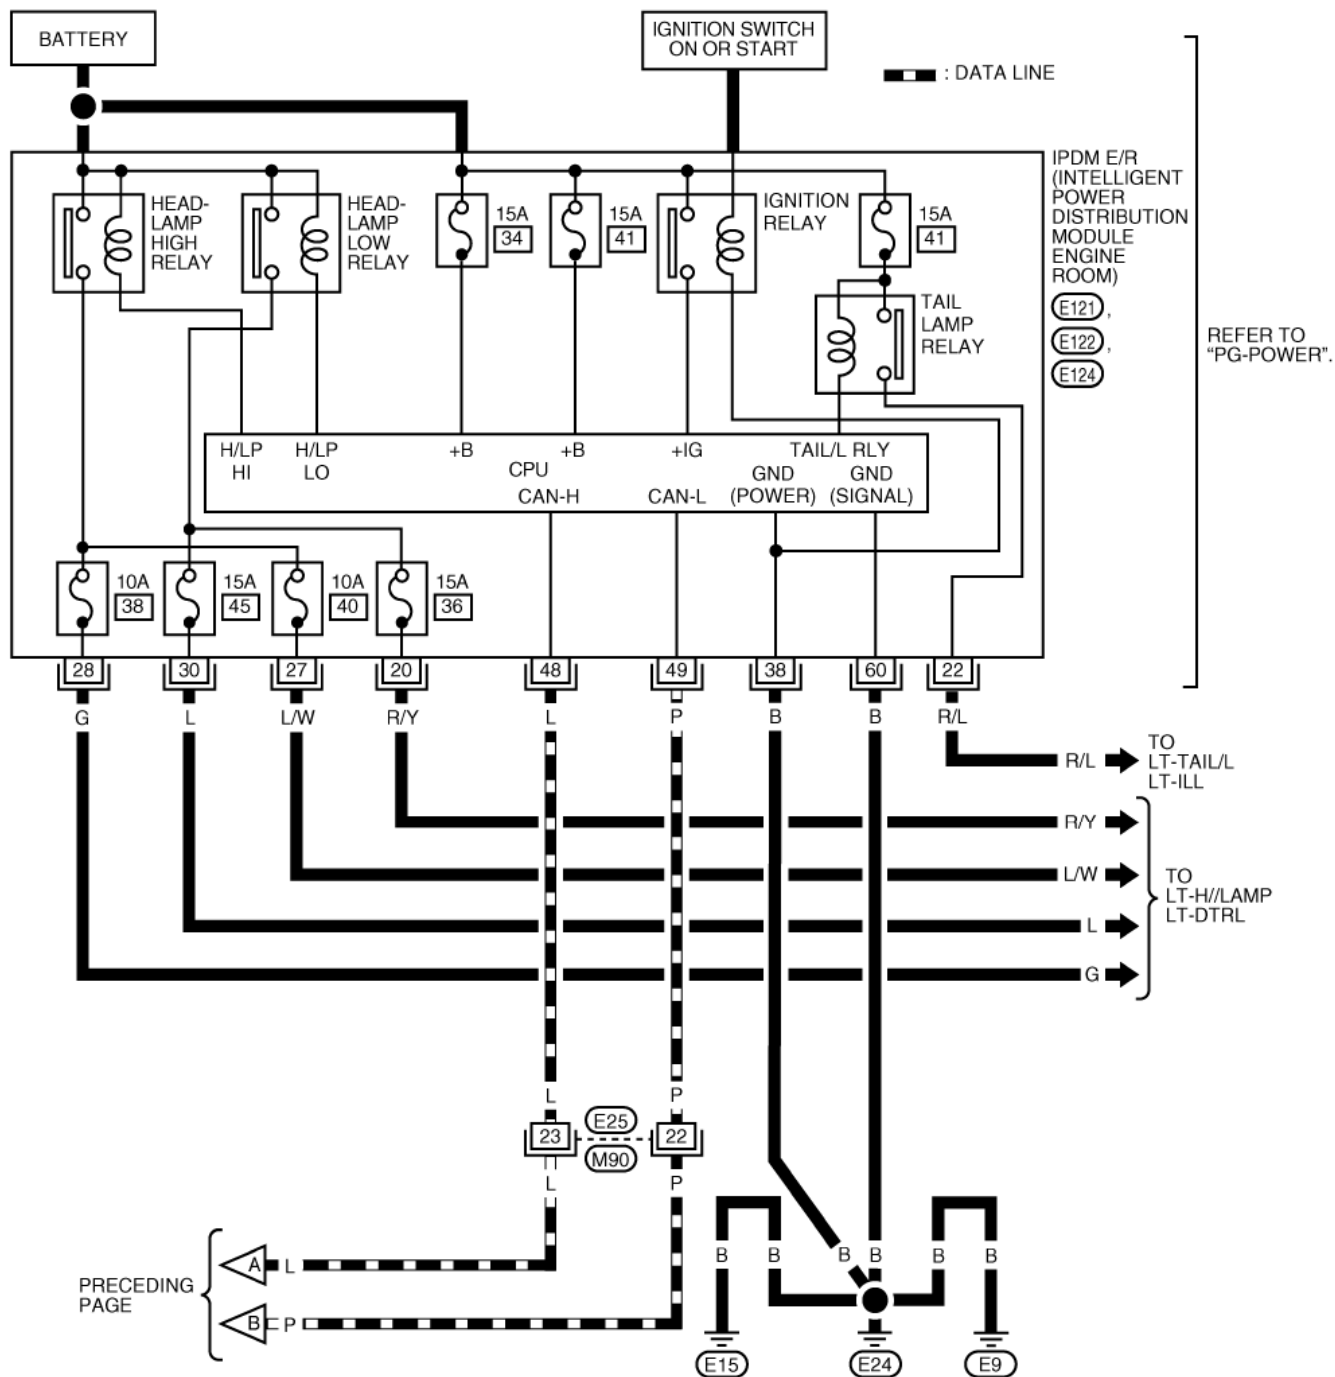 BATTERY
IGNITION SWITCH
ON OR START
: DATA LINE
IPDM E/R
(INTELLIGENT
POWER
DISTRIBUTION
MODULE
ENGINE
ROOM)
E121 ,
E122 ,
E124
REFER TO
"PG-POWER".
HEAD-
LAMP
HIGH
RELAY
HEAD-
LAMP
LOW
RELAY
15A
34
15A
41
IGNITION
RELAY
15A
41
TAIL
LAMP
RELAY
H/LP
HI
H/LP
LO
+B
+B
+IG
TAIL/L RLY
CPU
CAN-H
CAN-L
GND
(POWER)
GND
(SIGNAL)
10A
38
15A
45
10A
40
15A
36
28
30
27
20
48
49
38
60
22
G
L
L/W
R/Y
L
P
B
B
R/L
R/L
TO
LT-TAIL/L
LT-ILL
R/Y
L/W
L
G
TO
LT-H//LAMP
LT-DTRL
L
P
23
E25
M90
22
L
P
PRECEDING
PAGE
A
L
B
P
B
B
B
B
B
B
E15
E24
E9